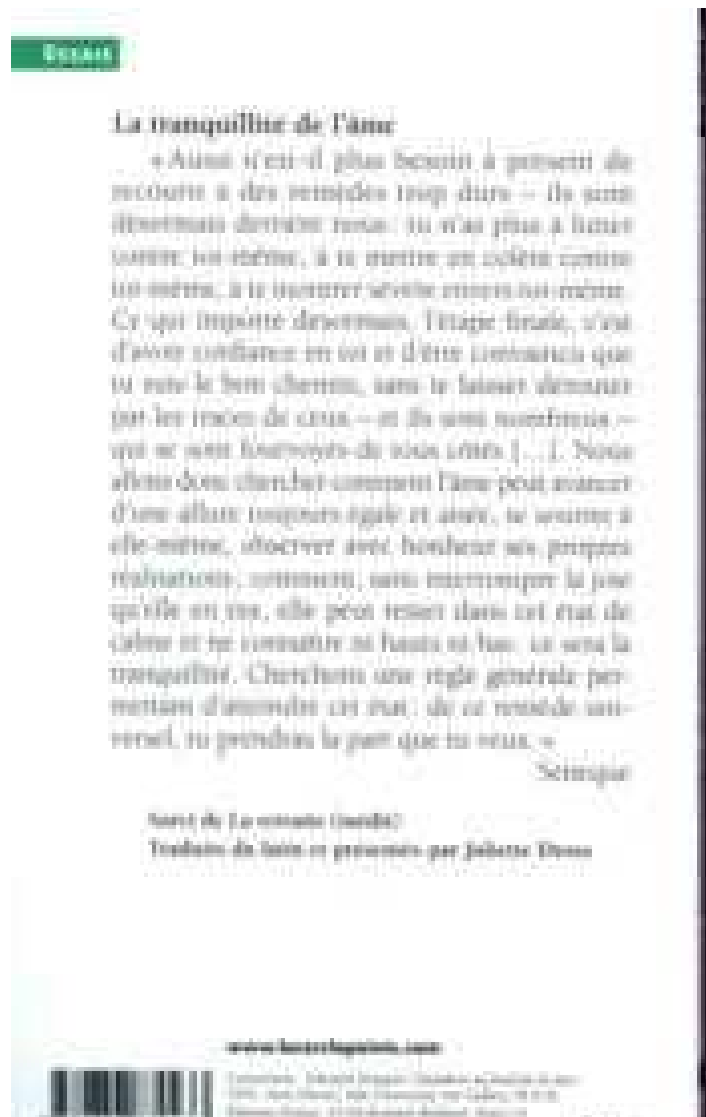 ESSAIS
La tranquillité de l'âme
« Aussi n'est-il plus besoin à présent de
recourir à des remèdes trop durs – ils sont
désormais derrière nous : tu n'as plus à lutter
contre toi-même, à te mettre en colère contre
toi-même, à te montrer sévère envers toi-même.
Ce qui importe désormais, l'étape finale, c'est
d'avoir confiance en toi et d'être convaincu que
tu suis le bon chemin, sans te laisser détourner
par les traces de ceux – et ils sont nombreux –
qui se sont fourvoyés de tous côtés [...]. Nous
allons donc chercher comment l'âme peut avancer
d'une allure toujours égale et aisée, se sourire à
elle-même, observer avec bonheur ses propres
réalisations, comment, sans interrompre la joie
qu'elle en tire, elle peut rester dans cet état de
calme et ne connaître ni hauts ni bas : ce sera la
tranquillité. Cherchons une règle générale per-
mettant d'atteindre cet état : de ce remède uni-
versel, tu prendras la part que tu veux. »
Sénèque
Suivi de La retraite (inédit)
Traduits du latin et présentés par Juliette